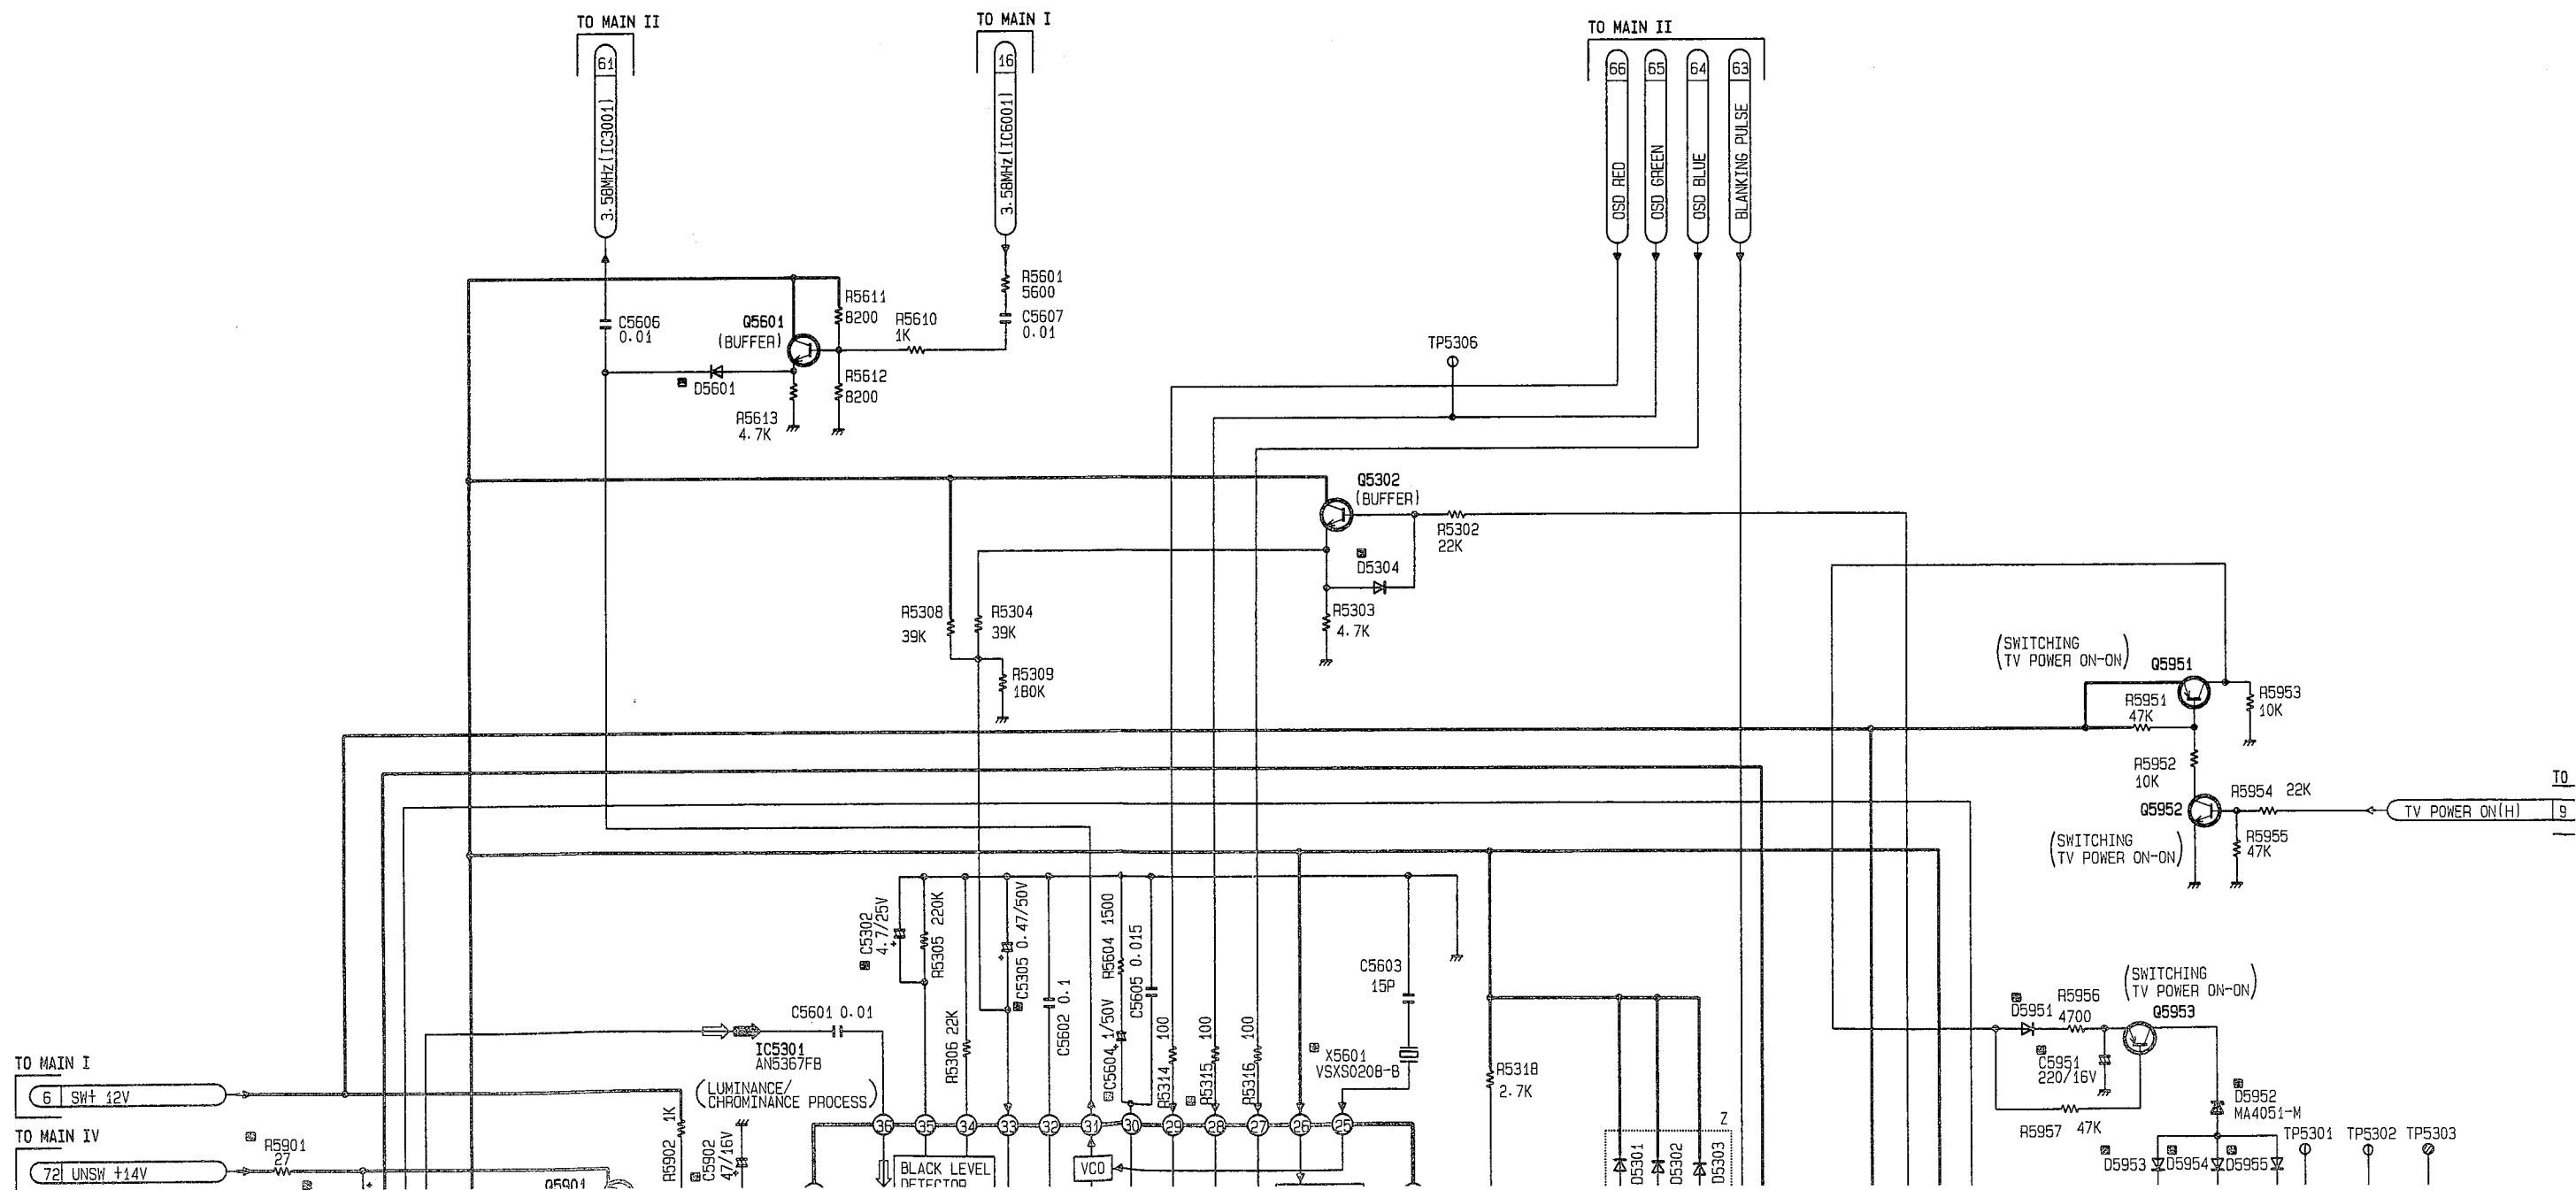 TO MAIN II
61
3.58MHz(IC3001)
TO MAIN I
16
3.58MHz(IC6001)
TO MAIN II
66
OSD RED
65
OSD GREEN
64
OSD BLUE
63
BLANKING PULSE
C5606
0.01
Q5601
(BUFFER)
R5611
8200
R5610
1K
R5601
5600
C5607
0.01
D5601
R5612
8200
R5613
4.7K
TP5306
Q5302
(BUFFER)
R5302
22K
D5304
R5303
4.7K
R5308
39K
R5304
39K
R5309
180K
(SWITCHING
TV POWER ON-ON)
Q5951
R5951
47K
R5953
10K
R5952
10K
Q5952
R5954 22K
TV POWER ON(H)
TO
9
(SWITCHING
TV POWER ON-ON)
R5955
47K
C5302
4.7/25V
R5305 220K
R5306 22K
C5305 0.47/50V
C5602 0.1
C5604 1/50V
R5604 1500
C5605 0.015
R5314 100
R5315 100
R5316 100
C5603
15P
X5601
VSXS0208-B
R5318
2.7K
C5601 0.01
IC5301
AN5367FB
(LUMINANCE/
CHROMINANCE PROCESS)
(SWITCHING
TV POWER ON-ON)
Q5953
D5951
R5956
4700
C5951
220/16V
R5957 47K
D5952
MA4051-M
TO MAIN I
6 SW+ 12V
TO MAIN IV
72 UNSW +14V
R5901
27
R5902 1K
C5902
47/16V
Q5901
36 35 34 33 32 31 30 29 28 27 26 25
BLACK LEVEL
DETECTOR
VCO
Z
D5301
D5302
D5303
D5953
D5954
D5955
TP5301 TP5302 TP5303